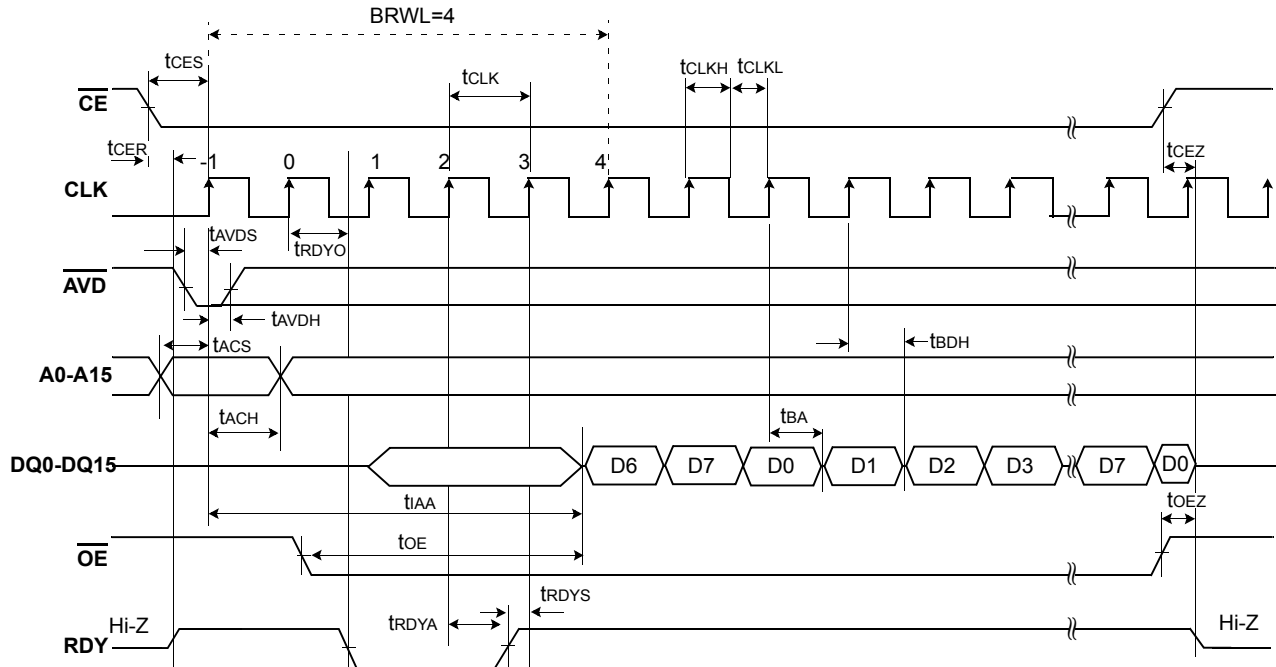 BRWL=4
tCES
tCLK
tCLKH tCLKL
CE
tCER
-1 0 1 2 3 4
tCEZ
CLK
tAVDS
tRDYO
AVD
tAVDH
tACS
tBDH
A0-A15
tACH
tBA
DQ0-DQ15
D6 D7 D0 D1 D2 D3 D7 D0
tIAA
tOEZ
tOE
OE
tRDYS
tRDYA
Hi-Z
Hi-Z
RDY